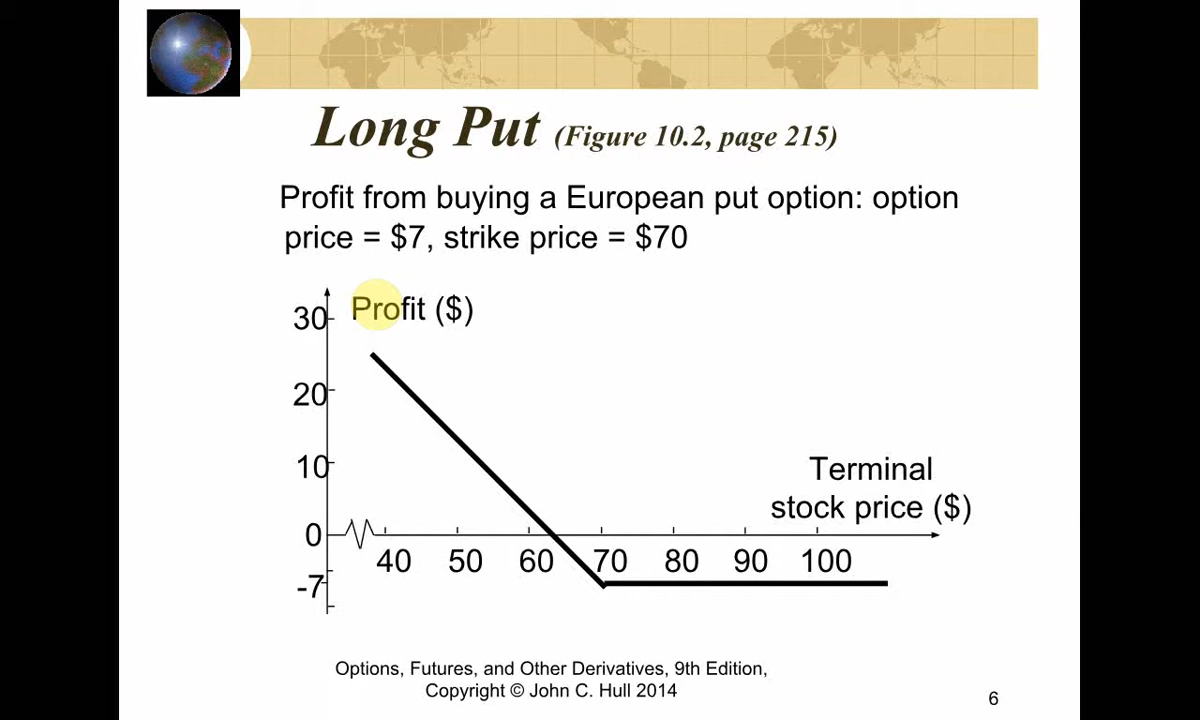 Long Put (Figure 10.2, page 215)
Profit from buying a European put option: option
price = $7, strike price = $70
30
Profit ($)
20
10
Terminal
stock price ($)
0
40 50 60 70 80 90 100
-7
Options, Futures, and Other Derivatives, 9th Edition,
Copyright © John C. Hull 2014
6